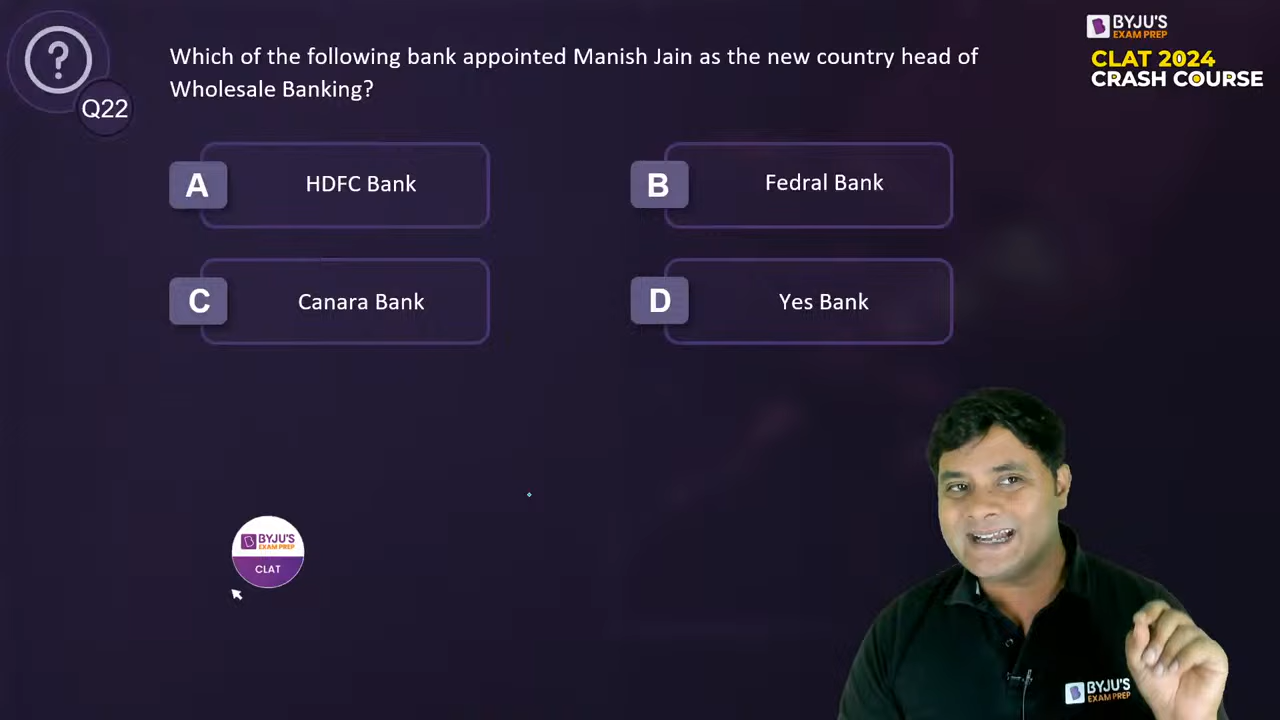 ?
Q22
Which of the following bank appointed Manish Jain as the new country head of
Wholesale Banking?
BYJU'S
EXAM PREP
CLAT 2024
CRASH COURSE
A
HDFC Bank
B
Fedral Bank
C
Canara Bank
D
Yes Bank
BYJU'S
EXAM PREP
CLAT
BYJU'S
EXAM PREP